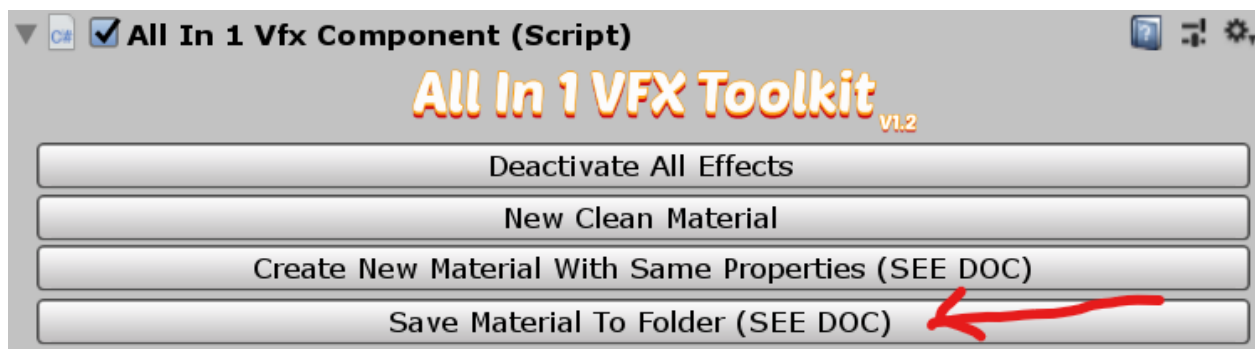 C# All In 1 Vfx Component (Script)
All In 1 VFX Toolkit V1.2
Deactivate All Effects
New Clean Material
Create New Material With Same Properties (SEE DOC)
Save Material To Folder (SEE DOC)